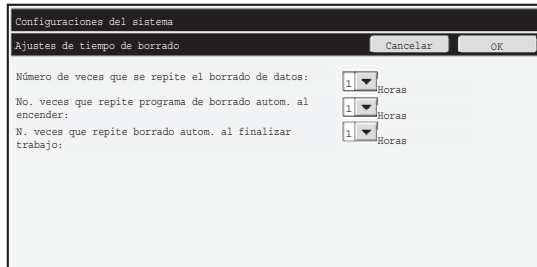 Configuraciones del sistema
Ajustes de tiempo de borrado
Cancelar
OK
Número de veces que se repite el borrado de datos:
1
Horas
No. veces que repite programa de borrado autom. al
encender:
1
Horas
N. veces que repite borrado autom. al finalizar
trabajo:
1
Horas